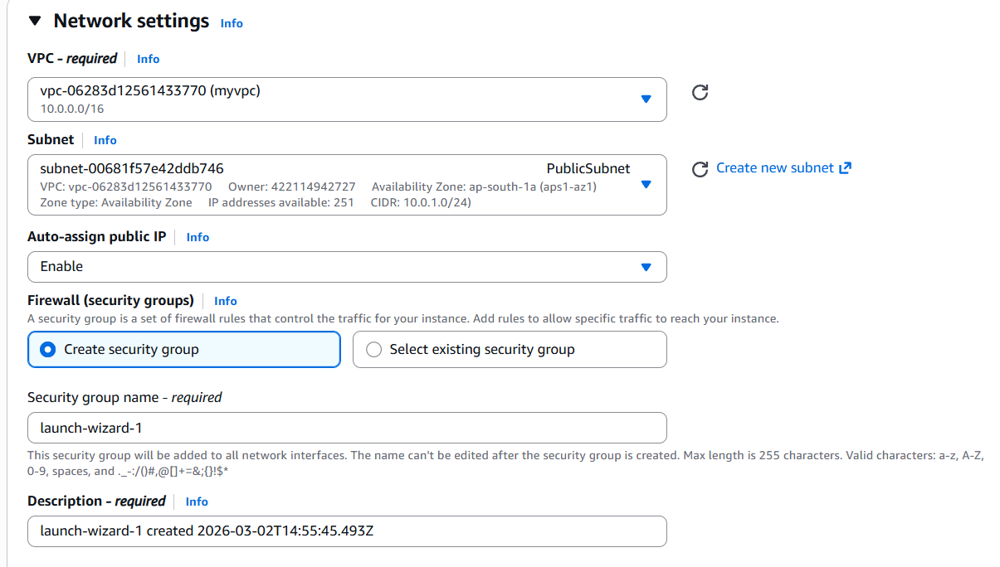 Network settings Info
VPC - required Info
vpc-06283d12561433770 (myvpc)
10.0.0.0/16
Subnet Info
subnet-00681f57e42ddb746 PublicSubnet
VPC: vpc-06283d12561433770 Owner: 422114942727 Availability Zone: ap-south-1a (aps1-az1)
Zone type: Availability Zone IP addresses available: 251 CIDR: 10.0.1.0/24)
Create new subnet
Auto-assign public IP Info
Enable
Firewall (security groups) Info
A security group is a set of firewall rules that control the traffic for your instance. Add rules to allow specific traffic to reach your instance.
Create security group Select existing security group
Security group name - required
launch-wizard-1
This security group will be added to all network interfaces. The name can't be edited after the security group is created. Max length is 255 characters. Valid characters: a-z, A-Z,
0-9, spaces, and ._-:/()#,@[]+=&;{}!$*
Description - required Info
launch-wizard-1 created 2026-03-02T14:55:45.493Z